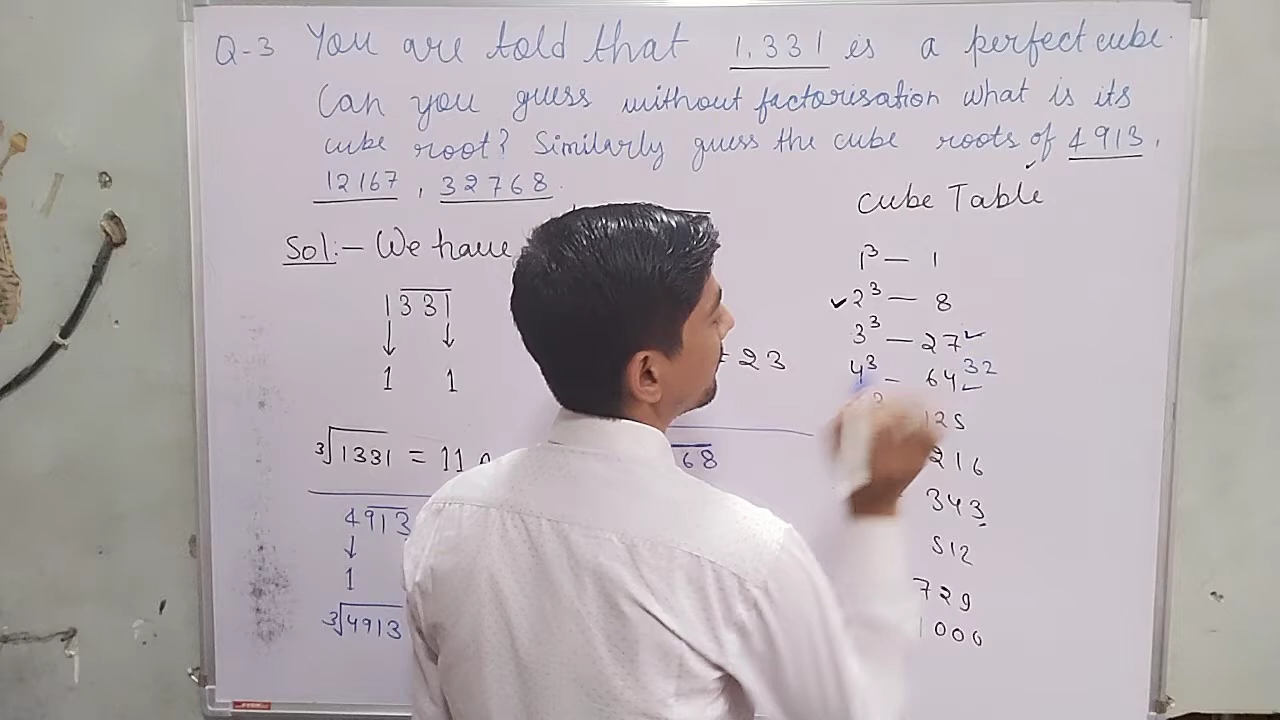 Q-3 You are told that 1,331 is a perfect cube.
Can you guess without factorisation what is its
cube root? Similarly guess the cube roots of 4913,
12167, 32768.
Cube Table
Sol:- We have
1³ — 1
1331
✓2³ — 8
3³ — 27✓
23
1 1
4³ — 64 32
125
∛1331 = 11
68
216
4913
343
512
1
729
∛4913
1000